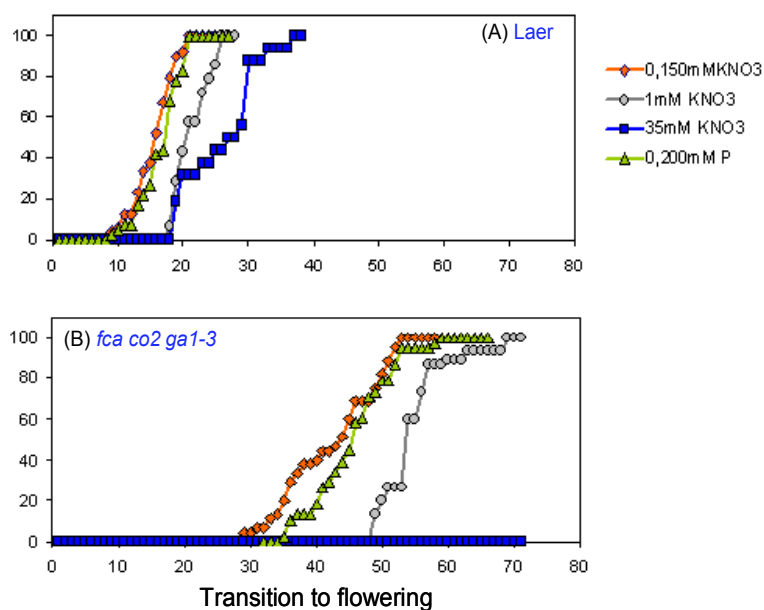 (A) Laer
100
80
60
40
20
0
0 10 20 30 40 50 60 70 80
0,150mMKNO3
1mM KNO3
35mM KNO3
0,200mM P
(B) fca co2 ga1-3
100
80
60
40
20
0
0 10 20 30 40 50 60 70 80
Transition to flowering